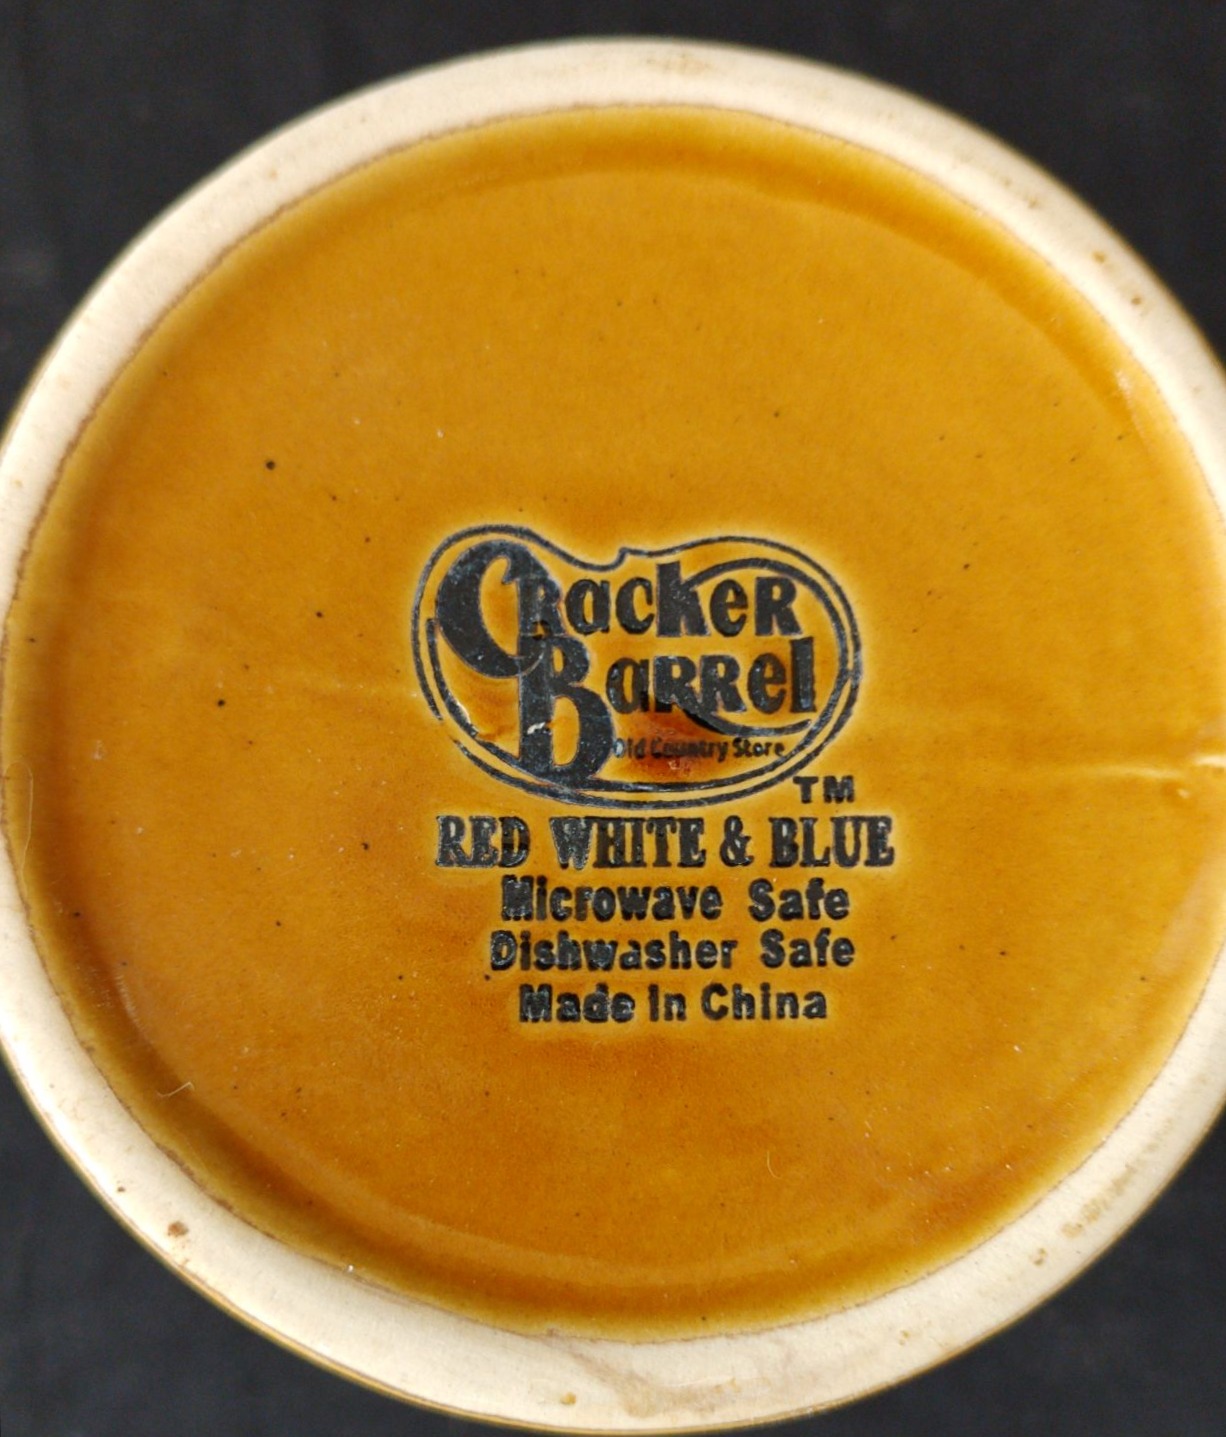 Cracker
Barrel
Old Country Store
TM
RED WHITE & BLUE
Microwave Safe
Dishwasher Safe
Made In China